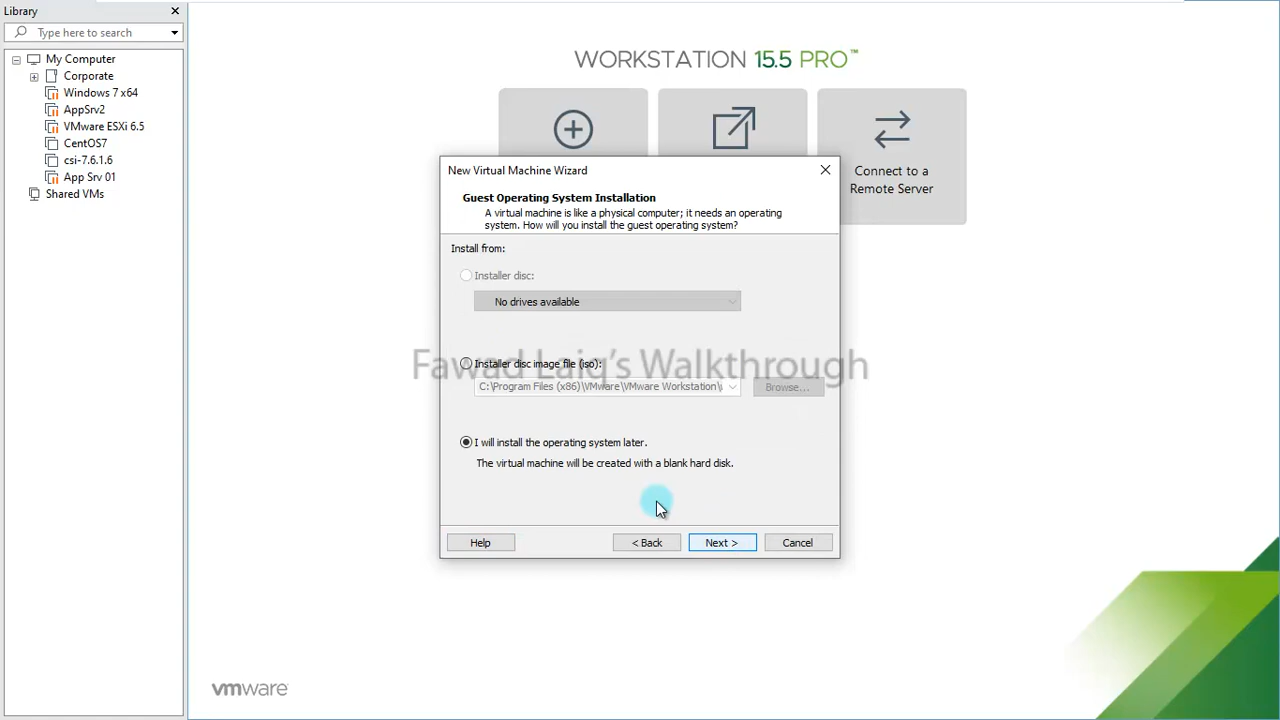 Library
Type here to search
My Computer
Corporate
Windows 7 x64
AppSrv2
VMware ESXi 6.5
CentOS7
csi-7.6.1.6
App Srv 01
Shared VMs
WORKSTATION 15.5 PRO™
Connect to a
Remote Server
New Virtual Machine Wizard
Guest Operating System Installation
A virtual machine is like a physical computer; it needs an operating
system. How will you install the guest operating system?
Install from:
Installer disc:
No drives available
Installer disc image file (iso):
Fawad Laiq's Walkthrough
C:\Program Files (x86)\VMware\VMware Workstation\
Browse...
I will install the operating system later.
The virtual machine will be created with a blank hard disk.
Help
< Back
Next >
Cancel
vmware